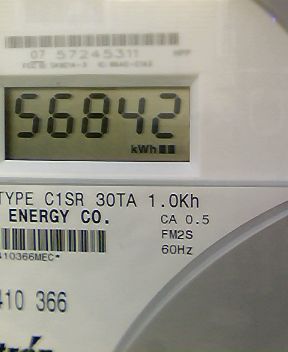 07 57245311
56842
kWh
TYPE C1SR 30TA 1.0Kh
ENERGY CO.
CA 0.5
FM2S
60Hz
410366MEC*
410 366